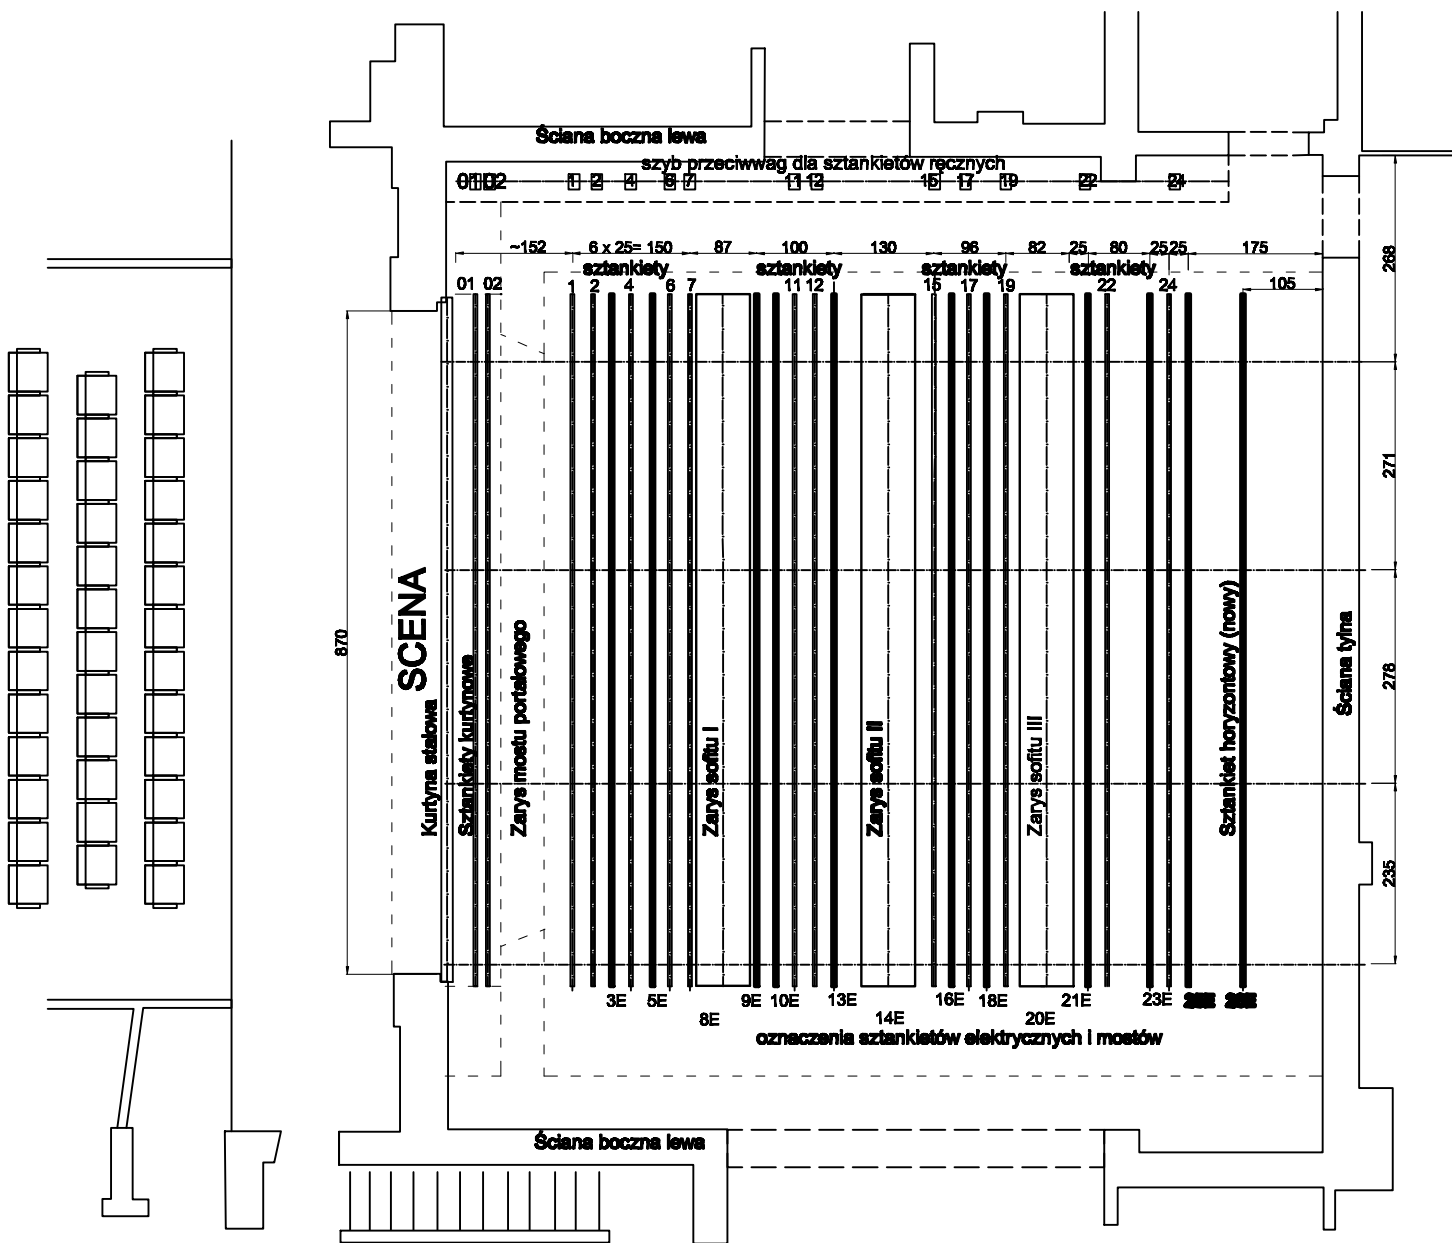 Ściana boczna lewa
szyb przeciwwag dla sztankietów ręcznych
01 02 1 2 4 6 7 11 12 15 17 19 22 24
~152 6 x 25= 150 87 100 130 96 82 25 80 25 25 175
sztankiety sztankiety sztankiety sztankiety
01 02 1 2 4 6 7 11 12 15 17 19 22 24 105
268
271
278
235
870
SCENA
Kurtyna stalowa
Sztankiety kurtynowe
Zarys mostu portalowego
Zarys sofitu I
Zarys sofitu II
Zarys sofitu III
Sztankiet horyzontowy (nowy)
Ściana tylna
3E 5E 9E 10E 13E 16E 18E 21E 23E
8E 14E 20E
oznaczenia sztankietów elektrycznych i mostów
Ściana boczna lewa